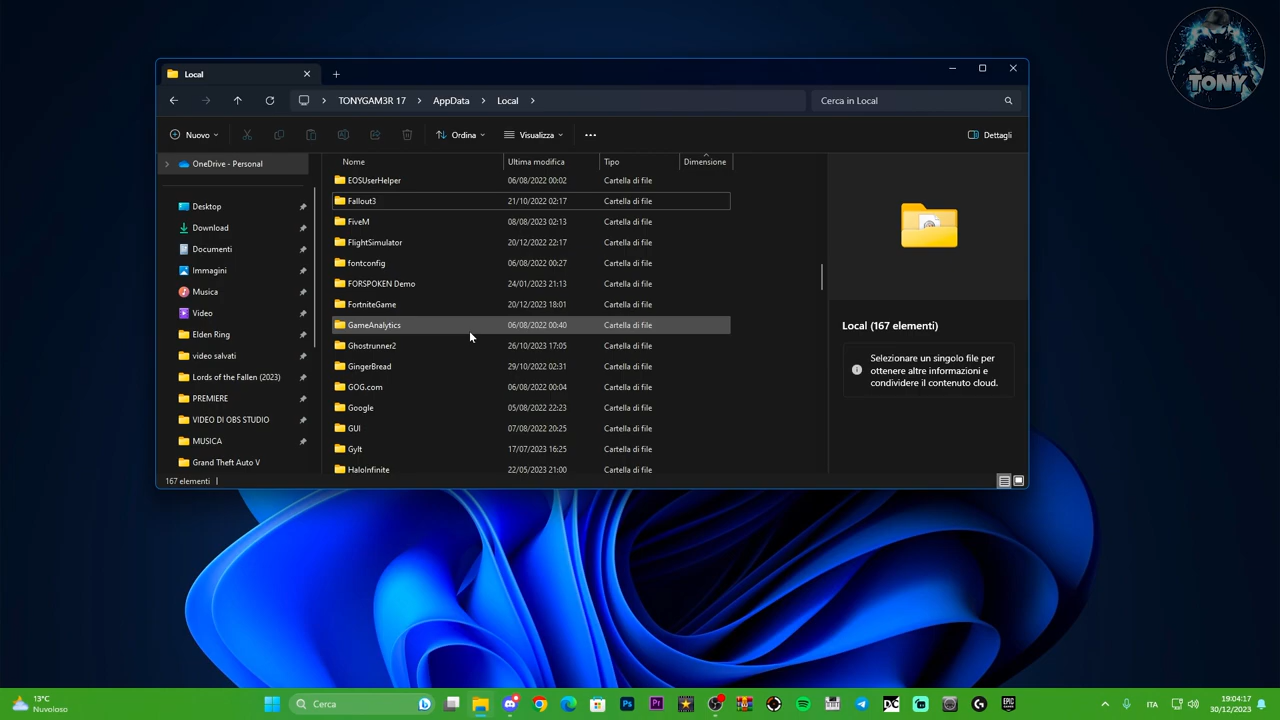 TONY
Local
TONYGAM3R 17 > AppData > Local >
Cerca in Local
Nuovo
Ordina
Visualizza
Dettagli
OneDrive - Personal
Desktop
Download
Documenti
Immagini
Musica
Video
Elden Ring
video salvati
Lords of the Fallen (2023)
PREMIERE
VIDEO DI OBS STUDIO
MUSICA
Grand Theft Auto V
Nome Ultima modifica Tipo Dimensione
EOSUserHelper 06/08/2022 00:02 Cartella di file
Fallout3 21/10/2022 02:17 Cartella di file
FiveM 08/08/2023 02:13 Cartella di file
FlightSimulator 20/12/2022 22:17 Cartella di file
fontconfig 06/08/2022 00:27 Cartella di file
FORSPOKEN Demo 24/01/2023 21:13 Cartella di file
FortniteGame 20/12/2023 18:01 Cartella di file
GameAnalytics 06/08/2022 00:40 Cartella di file
Ghostrunner2 26/10/2023 17:05 Cartella di file
GingerBread 29/10/2022 02:31 Cartella di file
GOG.com 06/08/2022 00:04 Cartella di file
Google 05/08/2022 22:23 Cartella di file
GUI 07/08/2022 20:25 Cartella di file
Gylt 17/07/2023 16:25 Cartella di file
HaloInfinite 22/05/2023 21:00 Cartella di file
Local (167 elementi)
Selezionare un singolo file per
ottenere altre informazioni e
condividere il contenuto cloud.
167 elementi
13°C
Nuvoloso
Cerca
Ps
Pr
EPIC
ITA
19:04:17
30/12/2023